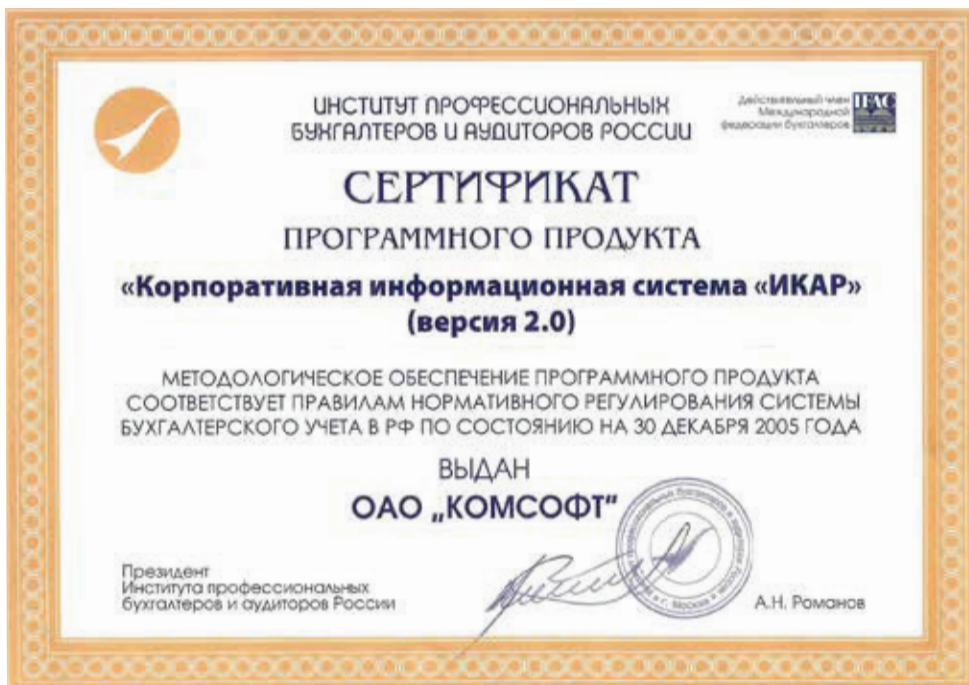 ИНСТИТУТ ПРОФЕССИОНАЛЬНЫХ
БУХГАЛТЕРОВ И АУДИТОРОВ РОССИИ
Действительный член
Международной
федерации бухгалтеров
IFAC
СЕРТИФИКАТ
ПРОГРАММНОГО ПРОДУКТА
«Корпоративная информационная система «ИКАР»
(версия 2.0)
МЕТОДОЛОГИЧЕСКОЕ ОБЕСПЕЧЕНИЕ ПРОГРАММНОГО ПРОДУКТА
СООТВЕТСТВУЕТ ПРАВИЛАМ НОРМАТИВНОГО РЕГУЛИРОВАНИЯ СИСТЕМЫ
БУХГАЛТЕРСКОГО УЧЕТА В РФ ПО СОСТОЯНИЮ НА 30 ДЕКАБРЯ 2005 ГОДА
ВЫДАН
ОАО „КОМСОФТ"
Президент
Института профессиональных
бухгалтеров и аудиторов России
А.Н. Романов